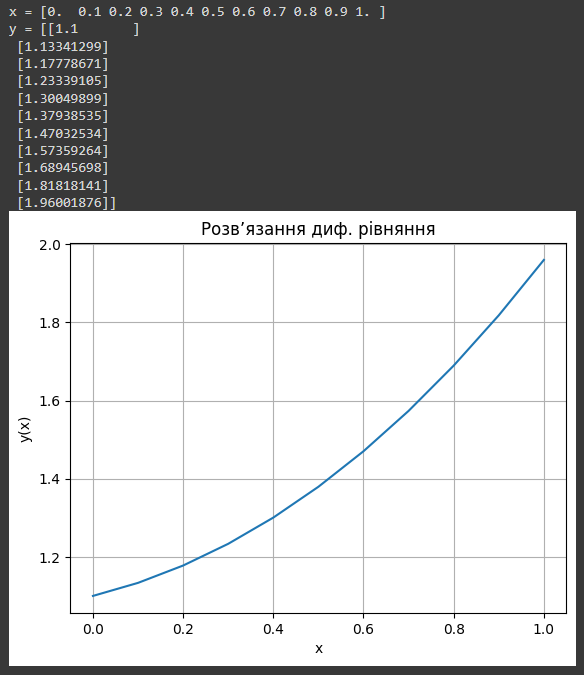 x = [0.  0.1 0.2 0.3 0.4 0.5 0.6 0.7 0.8 0.9 1. ]
y = [[1.1       ]
[1.13341299]
[1.17778671]
[1.23339105]
[1.30049899]
[1.37938535]
[1.47032534]
[1.57359264]
[1.68945698]
[1.81818141]
[1.96001876]]
Розв’язання диф. рівняння
2.0
1.8
1.6
1.4
1.2
y(x)
0.0 0.2 0.4 0.6 0.8 1.0
x